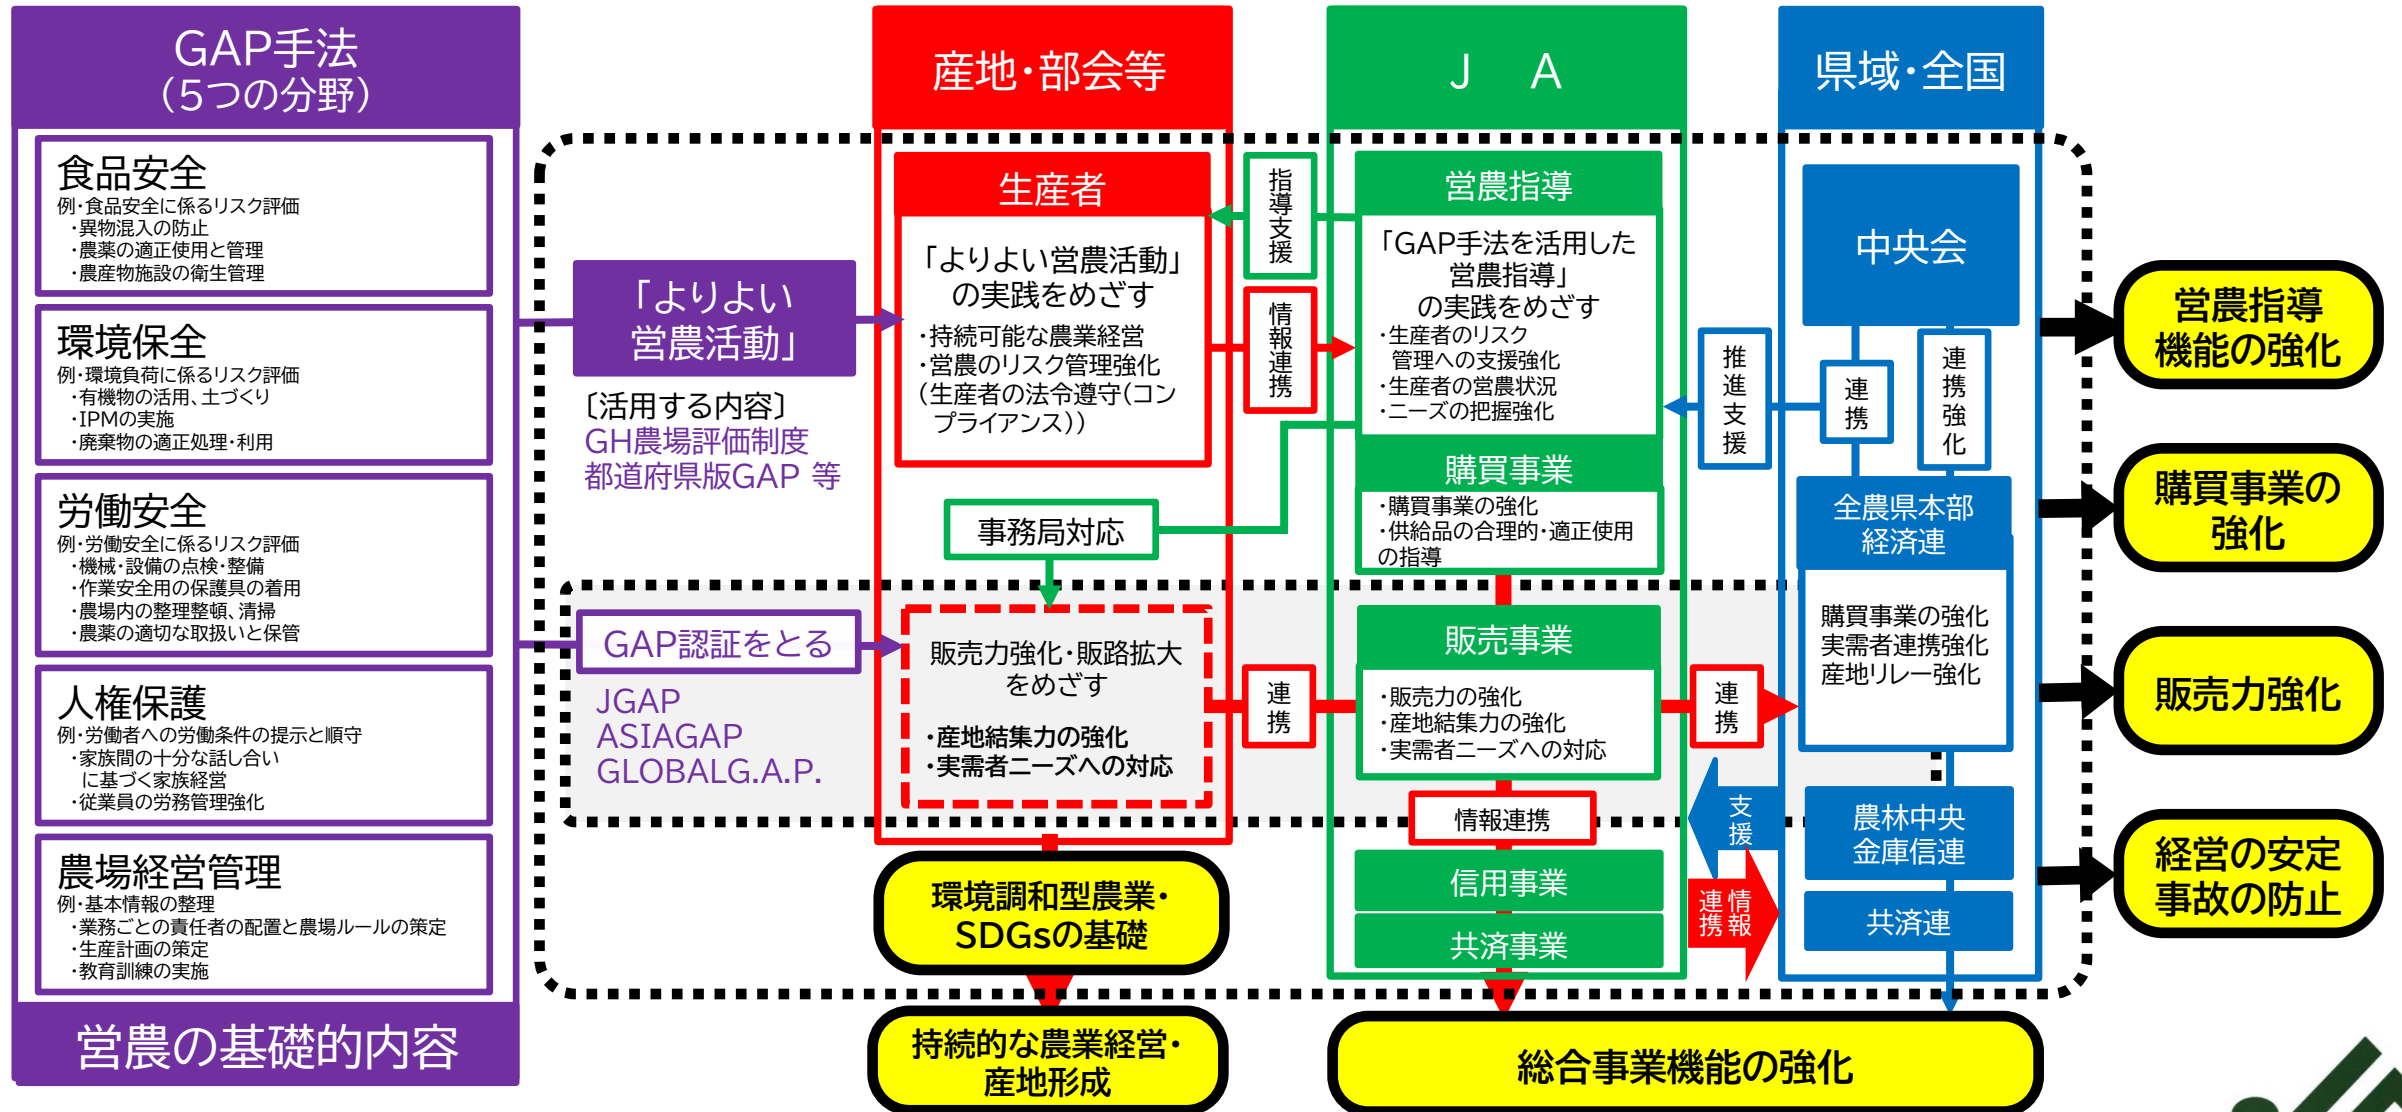 GAP手法
（5つの分野）
食品安全
例・食品安全に係るリスク評価
・異物混入の防止
・農薬の適正使用と管理
・農産物施設の衛生管理
環境保全
例・環境負荷に係るリスク評価
・有機物の活用、土づくり
・IPMの実施
・廃棄物の適正処理・利用
労働安全
例・労働安全に係るリスク評価
・機械・設備の点検・整備
・作業安全用の保護具の着用
・農場内の整理整頓、清掃
・農薬の適切な取扱いと保管
人権保護
例・労働者への労働条件の提示と順守
・家族間の十分な話し合い
に基づく家族経営
・従業員の労務管理強化
農場経営管理
例・基本情報の整理
・業務ごとの責任者の配置と農場ルールの策定
・生産計画の策定
・教育訓練の実施
営農の基礎的内容
「よりよい
営農活動」
〔活用する内容〕
GH農場評価制度
都道府県版GAP 等
GAP認証をとる
JGAP
ASIAGAP
GLOBALG.A.P.
産地・部会等
生産者
「よりよい営農活動」
の実践をめざす
・持続可能な農業経営
・営農のリスク管理強化
（生産者の法令遵守（コン
プライアンス））
事務局対応
販売力強化・販路拡大
をめざす
・産地結集力の強化
・実需者ニーズへの対応
環境調和型農業・
SDGsの基礎
持続的な農業経営・
産地形成
指導支援
情報連携
連携
J A
営農指導
「GAP手法を活用した
営農指導」
の実践をめざす
・生産者のリスク
管理への支援強化
・生産者の営農状況
・ニーズの把握強化
購買事業
・購買事業の強化
・供給品の合理的・適正使用
の指導
販売事業
・販売力の強化
・産地結集力の強化
・実需者ニーズへの対応
情報連携
信用事業
共済事業
総合事業機能の強化
推進支援
連携
支援
情報
連携
県域・全国
中央会
連携
連携強化
全農県本部
経済連
購買事業の強化
実需者連携強化
産地リレー強化
農林中央
金庫信連
共済連
営農指導
機能の強化
購買事業の
強化
販売力強化
経営の安定
事故の防止